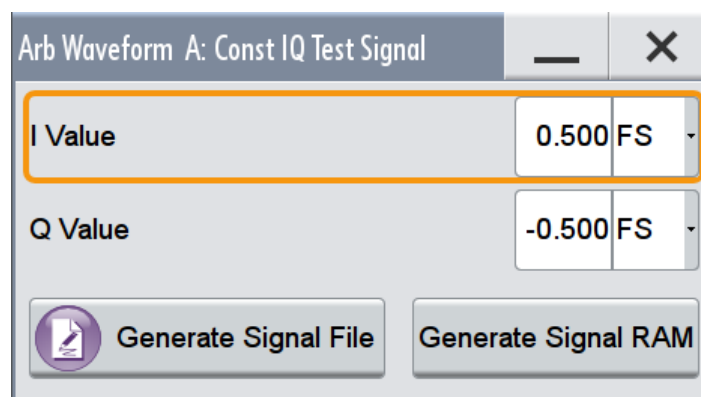 Arb Waveform A: Const IQ Test Signal
I Value 0.500 FS
Q Value -0.500 FS
Generate Signal File Generate Signal RAM